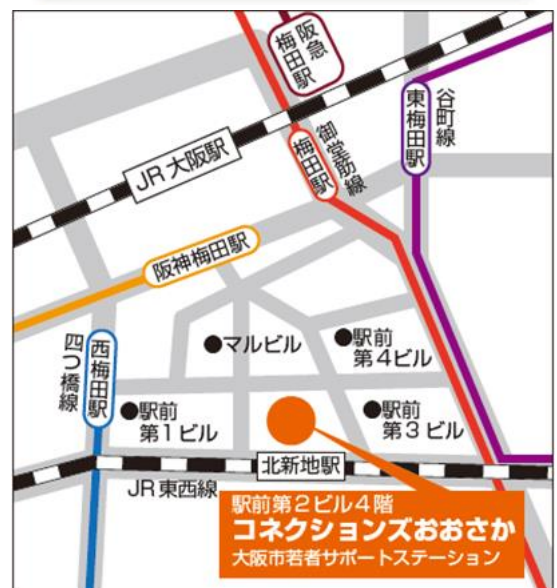 阪急
梅田駅
谷町線
東梅田駅
御堂筋線
梅田駅
JR 大阪駅
阪神梅田駅
●マルビル
●駅前
第4ビル
西梅田駅
四つ橋線
●駅前
第1ビル
●駅前
第3ビル
北新地駅
JR東西線
駅前第2ビル4階
コネクションズおおさか
大阪市若者サポートステーション